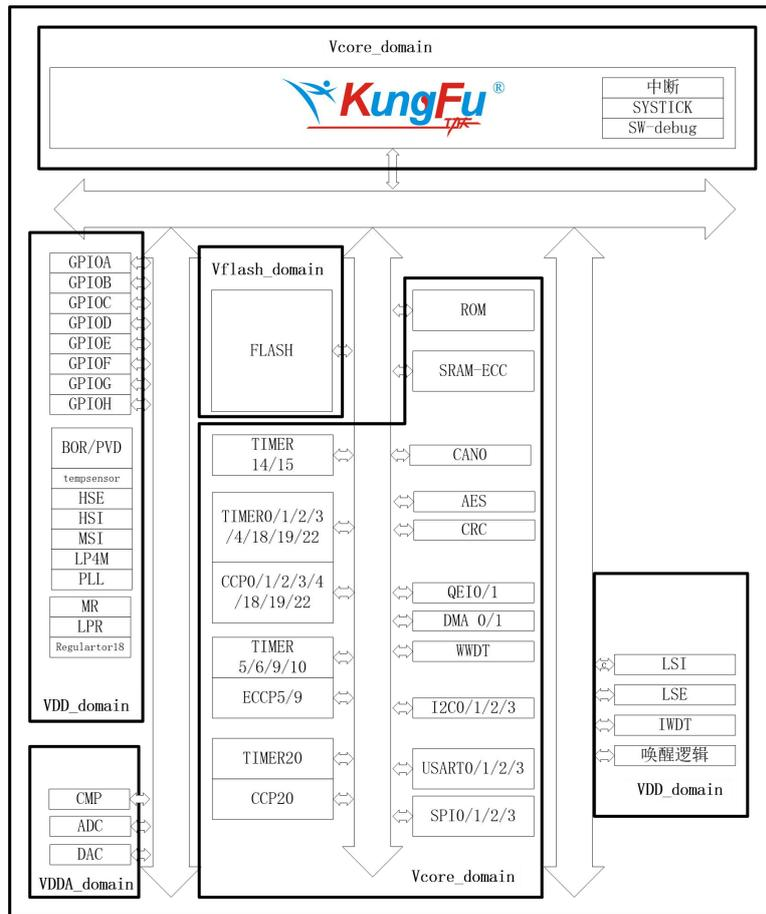 Vcore_domain
KungFu®
中断
SYSTICK
SW-debug
GPIOA
GPIOB
GPIOC
GPIOD
GPIOE
GPIOF
GPIOG
GPIOH
BOR/PVD
tempsensor
HSE
HSI
MSI
LP4M
PLL
MR
LPR
Regulartor18
VDD_domain
CMP
ADC
DAC
VDDA_domain
Vflash_domain
FLASH
TIMER
14/15
TIMER0/1/2/3
/4/18/19/22
CCP0/1/2/3/4
/18/19/22
TIMER
5/6/9/10
ECCP5/9
TIMER20
CCP20
ROM
SRAM-ECC
CAN0
AES
CRC
QEI0/1
DMA 0/1
WWDT
I2C0/1/2/3
USART0/1/2/3
SPI0/1/2/3
Vcore_domain
c
LSI
LSE
IWDT
唤醒逻辑
VDD_domain